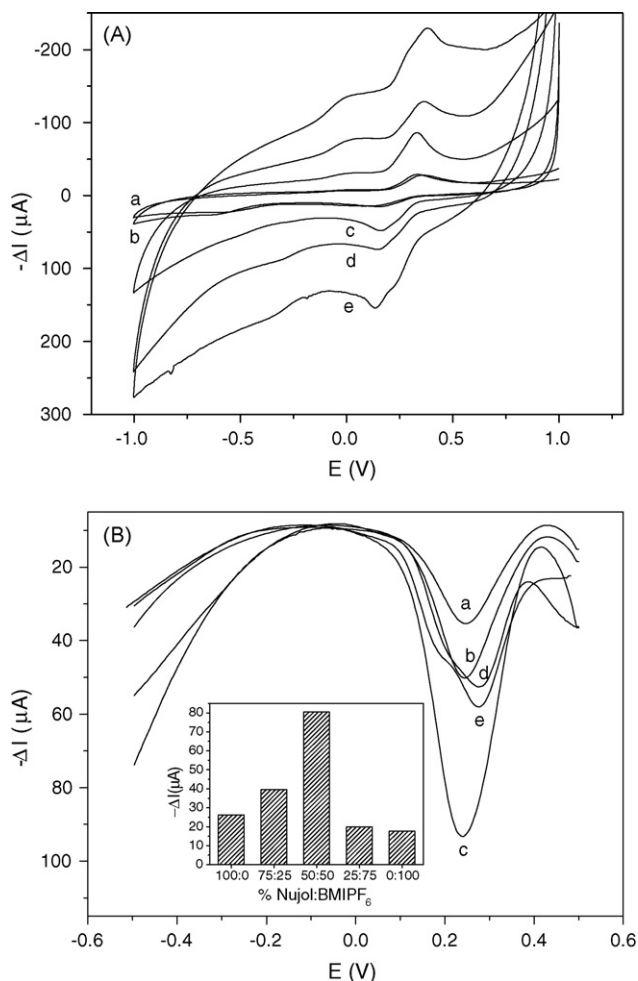 (A)
-200
-100
0
100
200
300
-ΔI (μA)
a
b
c
d
e
-1.0 -0.5 0.0 0.5 1.0
E (V)
(B)
20
40
60
80
100
-ΔI (μA)
a
b
d
e
c
80
70
60
50
40
30
20
10
0
−ΔI(μA)
100:0 75:25 50:50 25:75 0:100
% Nujol:BMIPF₆
-0.6 -0.4 -0.2 0.0 0.2 0.4 0.6
E (V)